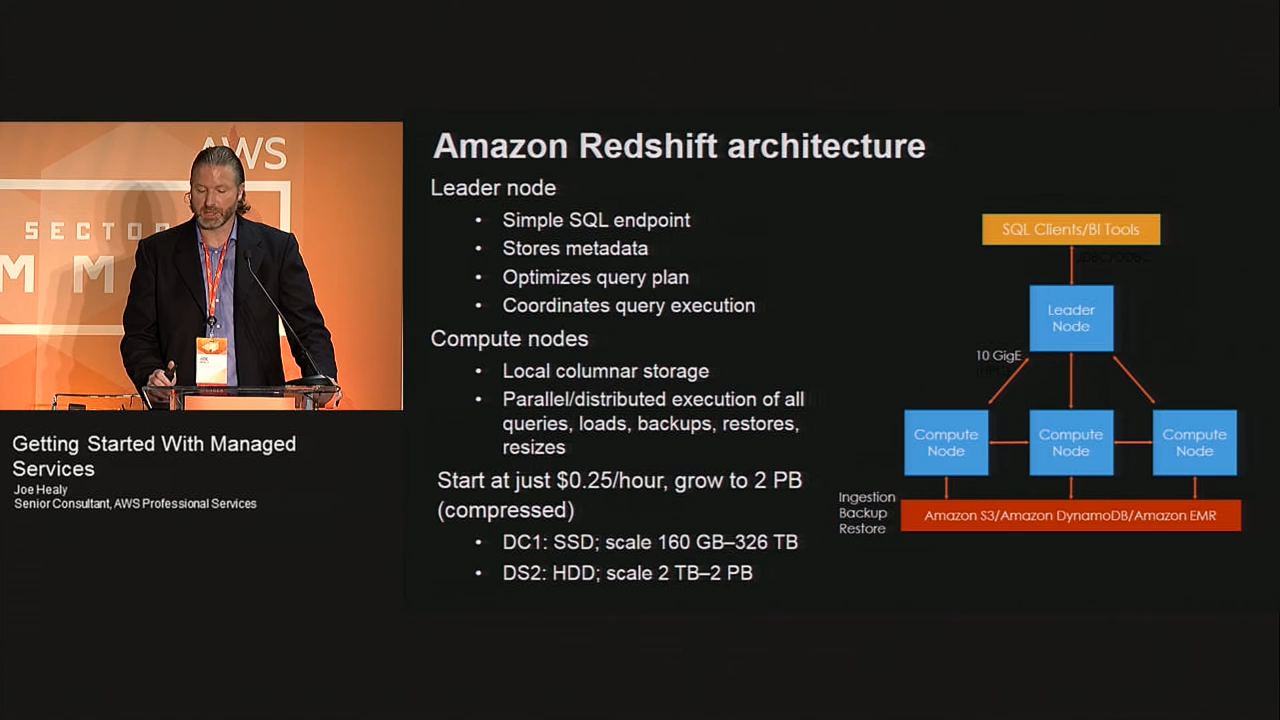 AWS
SECTO
M M
Getting Started With Managed
Services
Joe Healy
Senior Consultant, AWS Professional Services
Amazon Redshift architecture
Leader node
• Simple SQL endpoint
• Stores metadata
• Optimizes query plan
• Coordinates query execution
Compute nodes
• Local columnar storage
• Parallel/distributed execution of all
queries, loads, backups, restores,
resizes
Start at just $0.25/hour, grow to 2 PB
(compressed)
• DC1: SSD; scale 160 GB–326 TB
• DS2: HDD; scale 2 TB–2 PB
SQL Clients/BI Tools
JDBC/ODBC
Leader
Node
10 GigE
(HPC)
Compute
Node
Compute
Node
Compute
Node
Ingestion
Backup
Restore
Amazon S3/Amazon DynamoDB/Amazon EMR